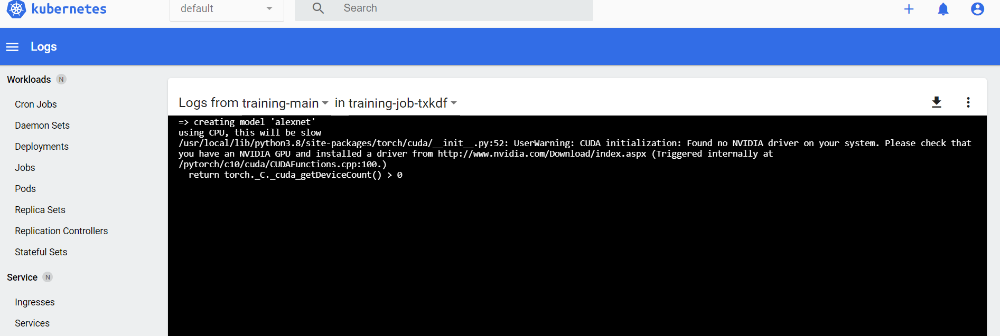 kubernetes
default
Search
Logs
Workloads N
Cron Jobs
Daemon Sets
Deployments
Jobs
Pods
Replica Sets
Replication Controllers
Stateful Sets
Service N
Ingresses
Services
Logs from training-main in training-job-txkdf
=> creating model 'alexnet'
using CPU, this will be slow
/usr/local/lib/python3.8/site-packages/torch/cuda/__init__.py:52: UserWarning: CUDA initialization: Found no NVIDIA driver on your system. Please check that
you have an NVIDIA GPU and installed a driver from http://www.nvidia.com/Download/index.aspx (Triggered internally at
/pytorch/c10/cuda/CUDAFunctions.cpp:100.)
return torch._C._cuda_getDeviceCount() > 0